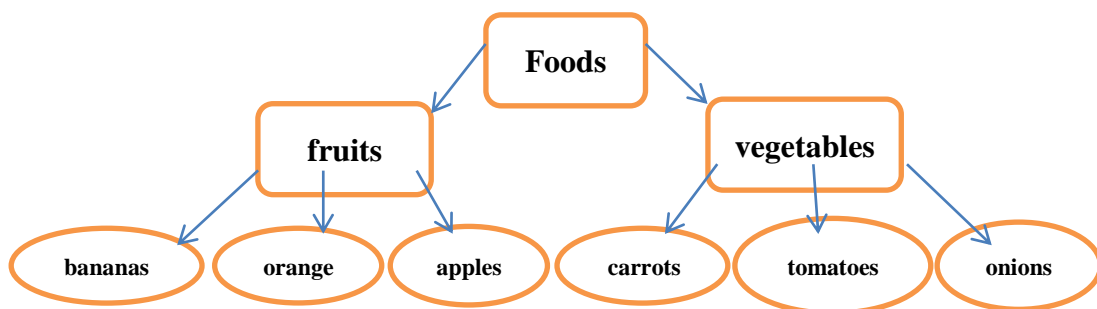 Foods
fruits
vegetables
bananas
orange
apples
carrots
tomatoes
onions